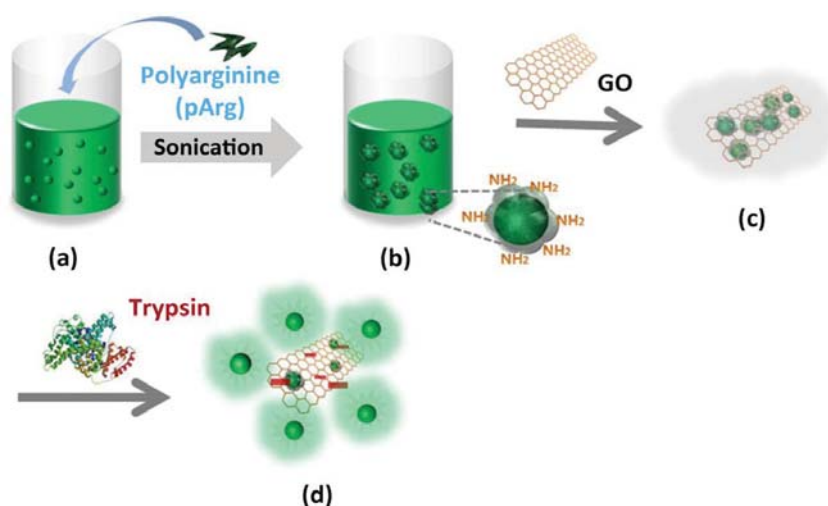 Polyarginine
(pArg)
Sonication
GO
NH2
NH2
NH2
NH2
NH2
NH2
(a)
(b)
(c)
Trypsin
(d)